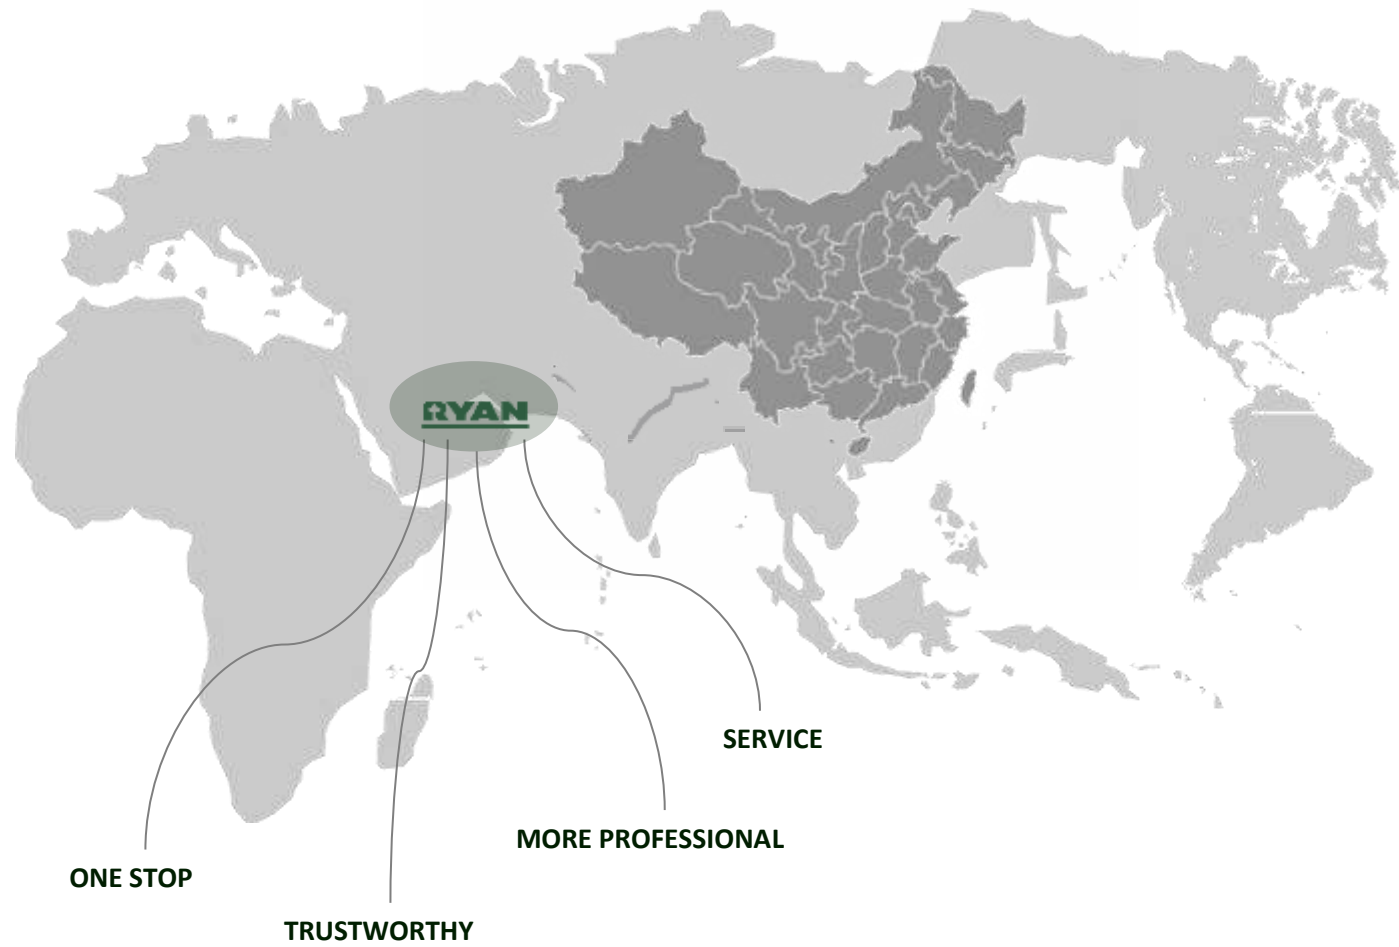 RYAN
SERVICE
MORE PROFESSIONAL
ONE STOP
TRUSTWORTHY